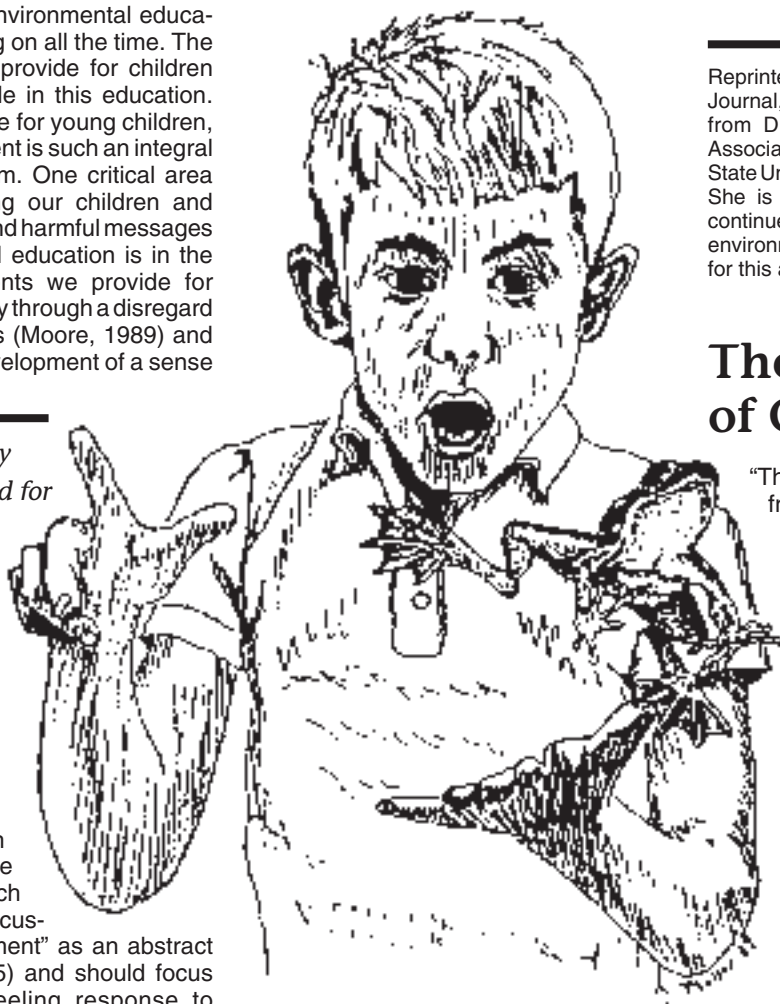 nvironmental educa-
g on all the time. The
provide for children
le in this education.
e for young children,
ent is such an integral
m. One critical area
ng our children and
nd harmful messages
l education is in the
nts we provide for
y through a disregard
s (Moore, 1989) and
velopment of a sense
y
d for
n
e
ch
cus-
ment” as an abstract
5) and should focus
eeling response to
Reprinte
Journal,
from D
Associa
State Un
She is
continue
environm
for this a
The
of C
“Th
fr